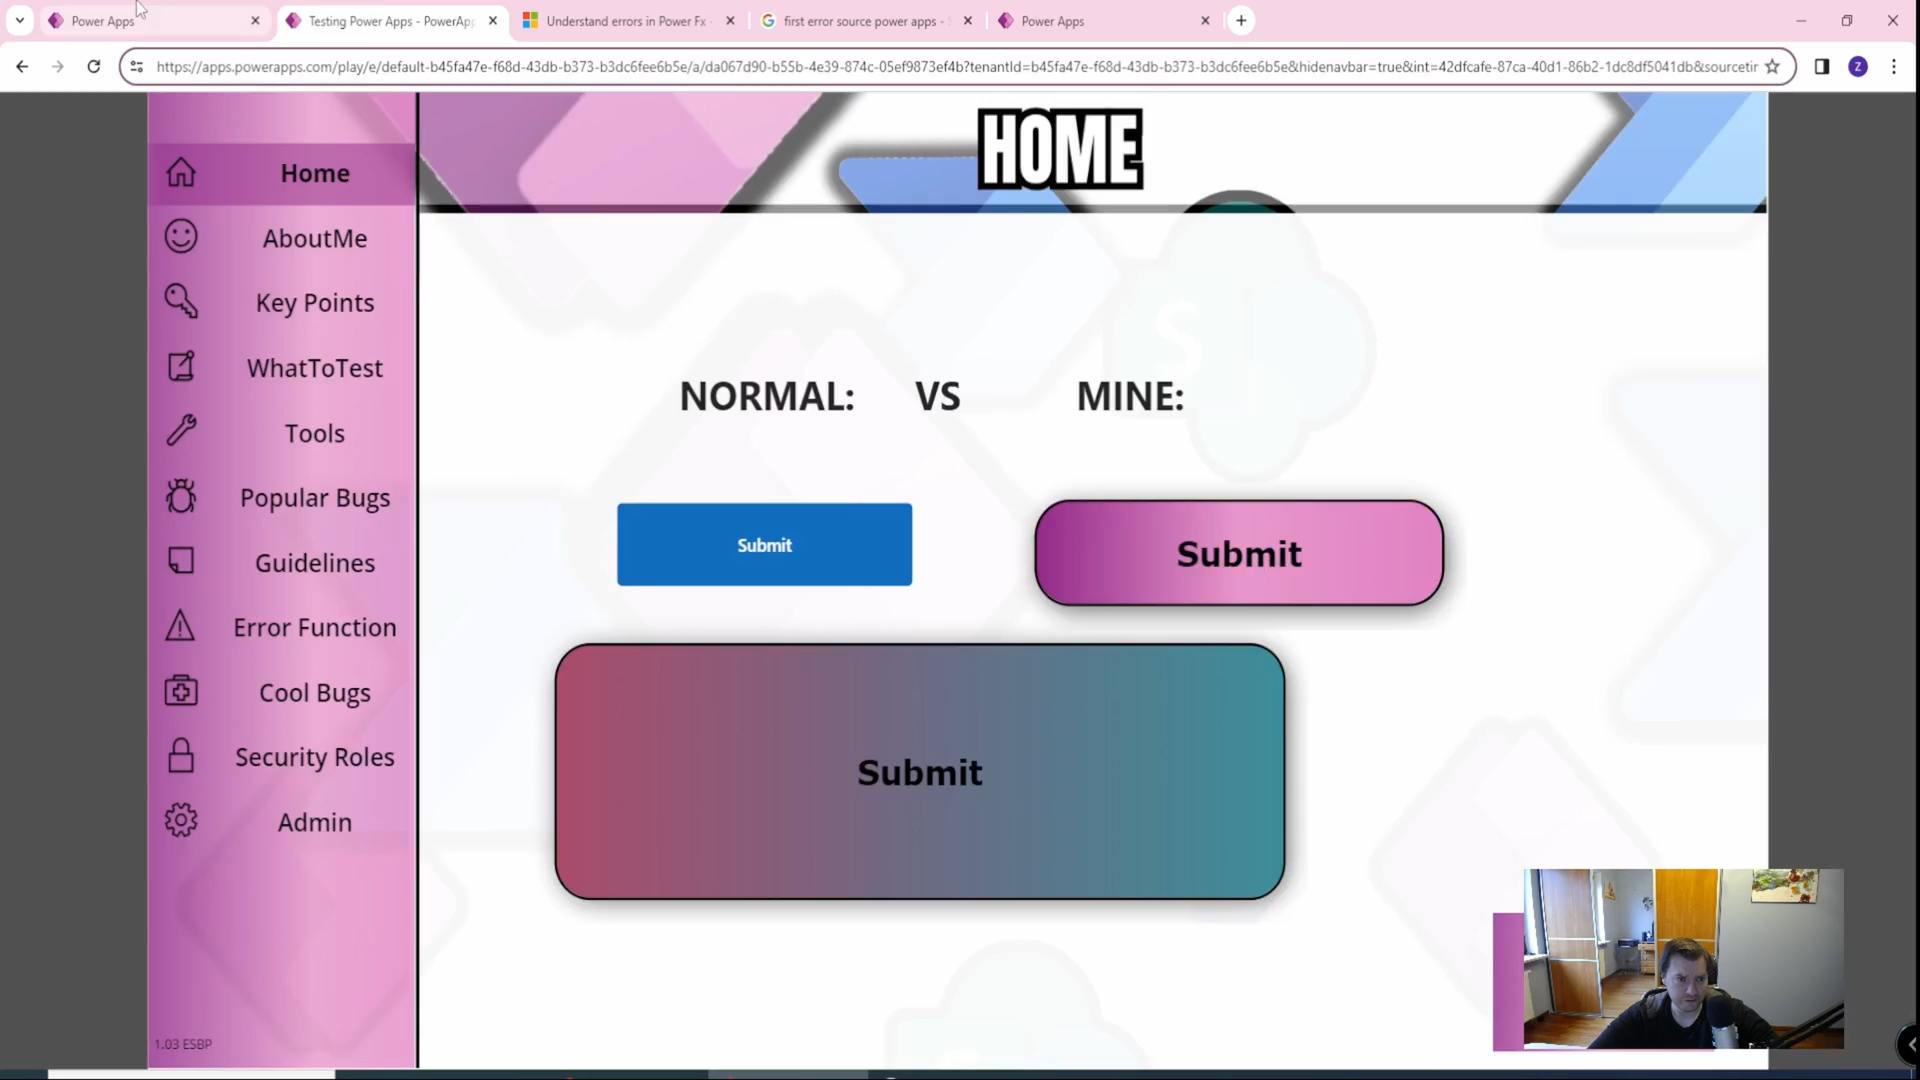 Power Apps
Testing Power Apps - PowerApp
Understand errors in Power Fx
first error source power apps -
Power Apps
https://apps.powerapps.com/play/e/default-b45fa47e-f68d-43db-b373-b3dc6fee6b5e/a/da067d90-b55b-4e39-874c-05ef9873ef4b?tenantId=b45fa47e-f68d-43db-b373-b3dc6fee6b5e&hidenavbar=true&int=42dfcafe-87ca-40d1-86b2-1dc8df5041db&sourcetir
Z
HOME
Home
AboutMe
Key Points
WhatToTest
Tools
Popular Bugs
Guidelines
Error Function
Cool Bugs
Security Roles
Admin
1.03 ESBP
NORMAL: VS MINE:
Submit
Submit
Submit
S